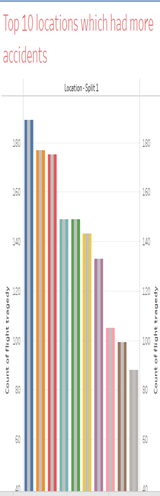 Top 10 locations which had more
accidents
Location - Split 1
180 180
160 160
140 140
120 120
100 100
80 80
60 60
40 40
Count of flight tragedy
Count of flight tragedy